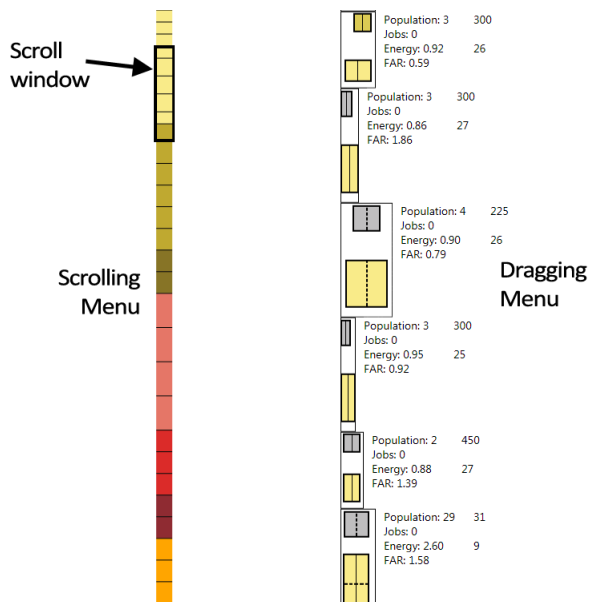 Scroll
window
Scrolling
Menu
Population: 3 300
Jobs: 0
Energy: 0.92 26
FAR: 0.59
Population: 3 300
Jobs: 0
Energy: 0.86 27
FAR: 1.86
Population: 4 225
Jobs: 0
Energy: 0.90 26
FAR: 0.79
Dragging
Menu
Population: 3 300
Jobs: 0
Energy: 0.95 25
FAR: 0.92
Population: 2 450
Jobs: 0
Energy: 0.88 27
FAR: 1.39
Population: 29 31
Jobs: 0
Energy: 2.60 9
FAR: 1.58